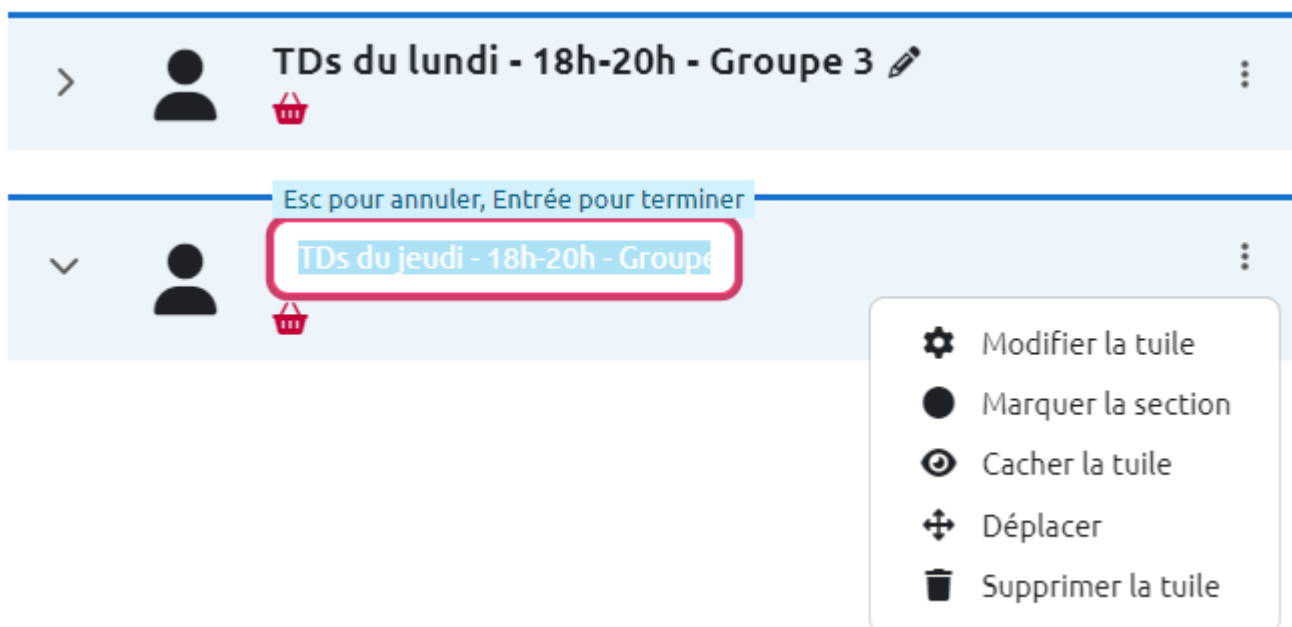 TDs du lundi - 18h-20h - Groupe 3
Esc pour annuler, Entrée pour terminer
TDs du jeudi - 18h-20h - Groupe
Modifier la tuile
Marquer la section
Cacher la tuile
Déplacer
Supprimer la tuile